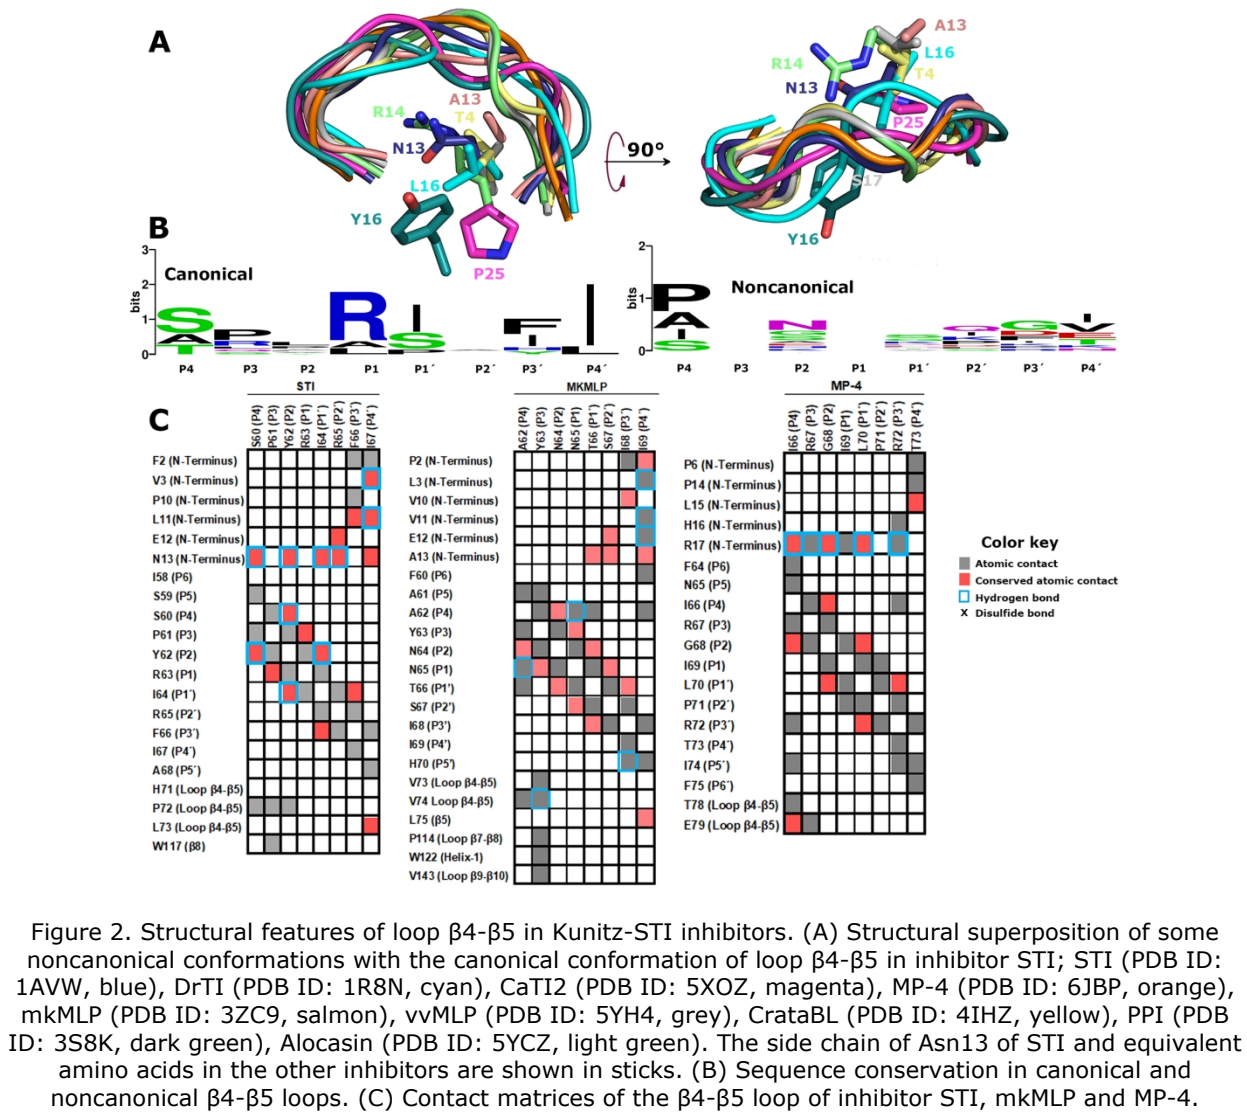 A
R14
A13
T4
N13
L16
Y16
P25
90°
A13
L16
T4
R14
N13
P25
S17
Y16
B
3
2
1
0
bits
Canonical
P4 P3 P2 P1 P1´ P2´ P3´ P4´
2
1
0
bits
Noncanonical
P4 P3 P2 P1 P1´ P2´ P3´ P4´
C
STI
S60 (P4)
P61 (P3)
Y62 (P2)
R63 (P1)
I64 (P1´)
R65 (P2´)
F66 (P3´)
I67 (P4´)
F2 (N-Terminus)
V3 (N-Terminus)
P10 (N-Terminus)
L11(N-Terminus)
E12 (N-Terminus)
N13 (N-Terminus)
I58 (P6)
S59 (P5)
S60 (P4)
P61 (P3)
Y62 (P2)
R63 (P1)
I64 (P1´)
R65 (P2´)
F66 (P3´)
I67 (P4´)
A68 (P5´)
H71 (Loop β4-β5)
P72 (Loop β4-β5)
L73 (Loop β4-β5)
W117 (β8)
MKMLP
A62 (P4)
Y63 (P3)
N64 (P2)
N65 (P1)
T66 (P1´)
S67 (P2´)
I68 (P3´)
I69 (P4´)
P2 (N-Terminus)
L3 (N-Terminus)
V10 (N-Terminus)
V11 (N-Terminus)
E12 (N-Terminus)
A13 (N-Terminus)
F60 (P6)
A61 (P5)
A62 (P4)
Y63 (P3)
N64 (P2)
N65 (P1)
T66 (P1')
S67 (P2')
I68 (P3')
I69 (P4')
H70 (P5')
V73 (Loop β4-β5)
V74 Loop β4-β5)
L75 (β5)
P114 (Loop β7-β8)
W122 (Helix-1)
V143 (Loop β9-β10)
MP-4
I66 (P4)
R67 (P3)
G68 (P2)
I69 (P1)
L70 (P1´)
P71 (P2´)
R72 (P3´)
T73 (P4´)
P6 (N-Terminus)
P14 (N-Terminus)
L15 (N-Terminus)
H16 (N-Terminus)
R17 (N-Terminus)
F64 (P6)
N65 (P5)
I66 (P4)
R67 (P3)
G68 (P2)
I69 (P1)
L70 (P1´)
P71 (P2´)
R72 (P3´)
T73 (P4´)
I74 (P5´)
F75 (P6´)
T78 (Loop β4-β5)
E79 (Loop β4-β5)
Color key
Atomic contact
Conserved atomic contact
Hydrogen bond
x Disulfide bond
Figure 2. Structural features of loop β4-β5 in Kunitz-STI inhibitors. (A) Structural superposition of some
noncanonical conformations with the canonical conformation of loop β4-β5 in inhibitor STI; STI (PDB ID:
1AVW, blue), DrTI (PDB ID: 1R8N, cyan), CaTI2 (PDB ID: 5XOZ, magenta), MP-4 (PDB ID: 6JBP, orange),
mkMLP (PDB ID: 3ZC9, salmon), vvMLP (PDB ID: 5YH4, grey), CrataBL (PDB ID: 4IHZ, yellow), PPI (PDB
ID: 3S8K, dark green), Alocasin (PDB ID: 5YCZ, light green). The side chain of Asn13 of STI and equivalent
amino acids in the other inhibitors are shown in sticks. (B) Sequence conservation in canonical and
noncanonical β4-β5 loops. (C) Contact matrices of the β4-β5 loop of inhibitor STI, mkMLP and MP-4.